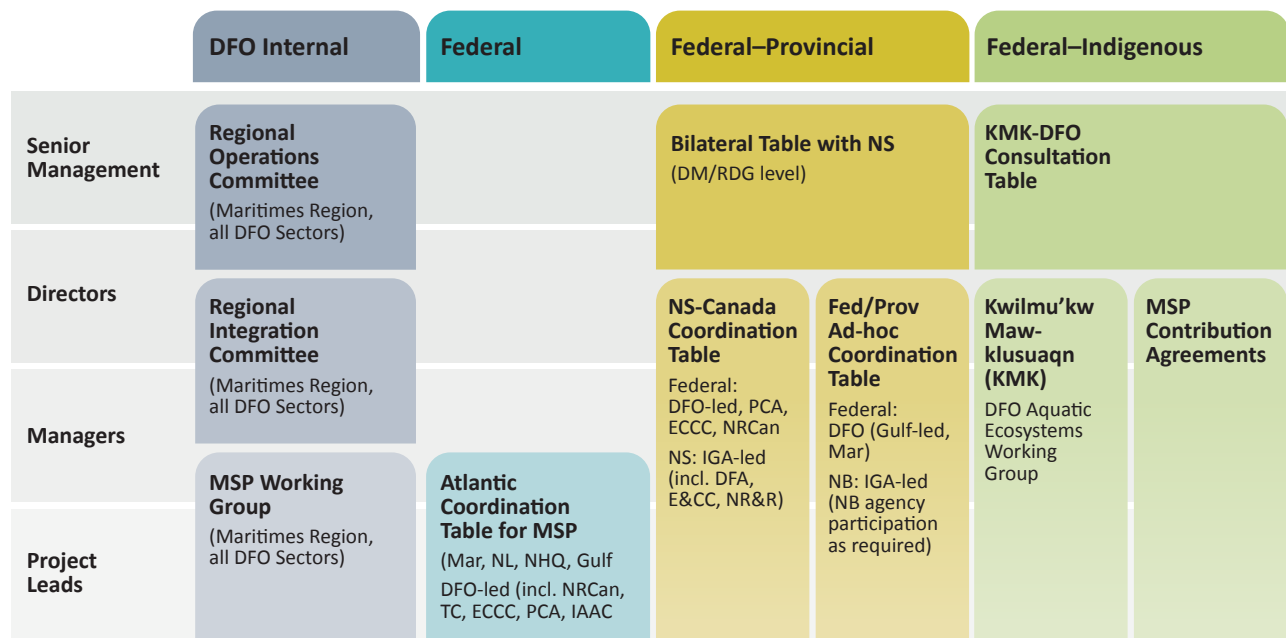 DFO Internal
Federal
Federal–Provincial
Federal–Indigenous
Senior
Management
Regional
Operations
Committee
(Maritimes Region,
all DFO Sectors)
Bilateral Table with NS
(DM/RDG level)
KMK-DFO
Consultation
Table
Directors
Regional
Integration
Committee
(Maritimes Region,
all DFO Sectors)
NS-Canada
Coordination
Table
Federal:
DFO-led, PCA,
ECCC, NRCan
NS: IGA-led
(incl. DFA,
E&CC, NR&R)
Fed/Prov
Ad-hoc
Coordination
Table
Federal:
DFO (Gulf-led,
Mar)
NB: IGA-led
(NB agency
participation
as required)
Kwilmu’kw
Maw-
klusuaqn
(KMK)
DFO Aquatic
Ecosystems
Working
Group
MSP
Contribution
Agreements
Managers
MSP Working
Group
(Maritimes Region,
all DFO Sectors)
Atlantic
Coordination
Table for MSP
(Mar, NL, NHQ, Gulf
DFO-led (incl. NRCan,
TC, ECCC, PCA, IAAC
Project
Leads